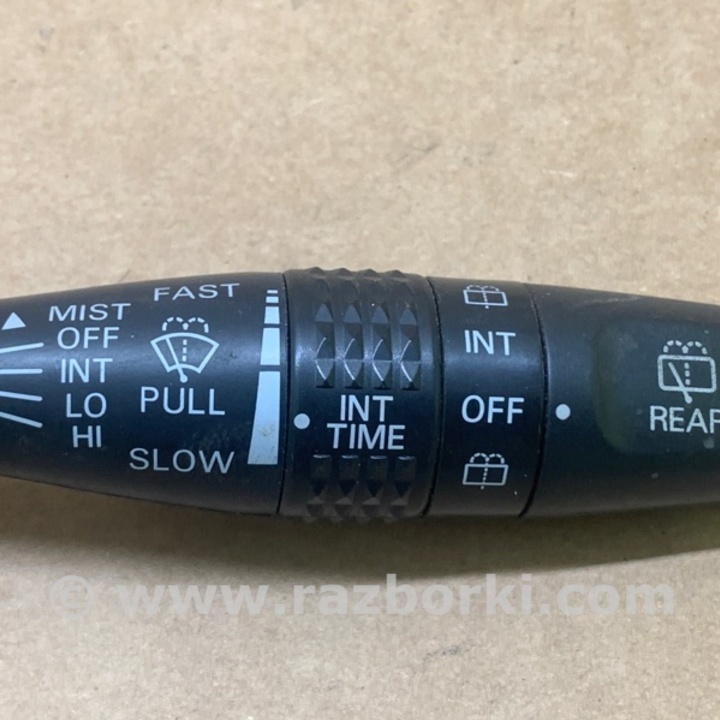 MIST
OFF
INT
LO
HI
FAST
PULL
SLOW
INT
TIME
INT
OFF
REAR
© www.razborki.com